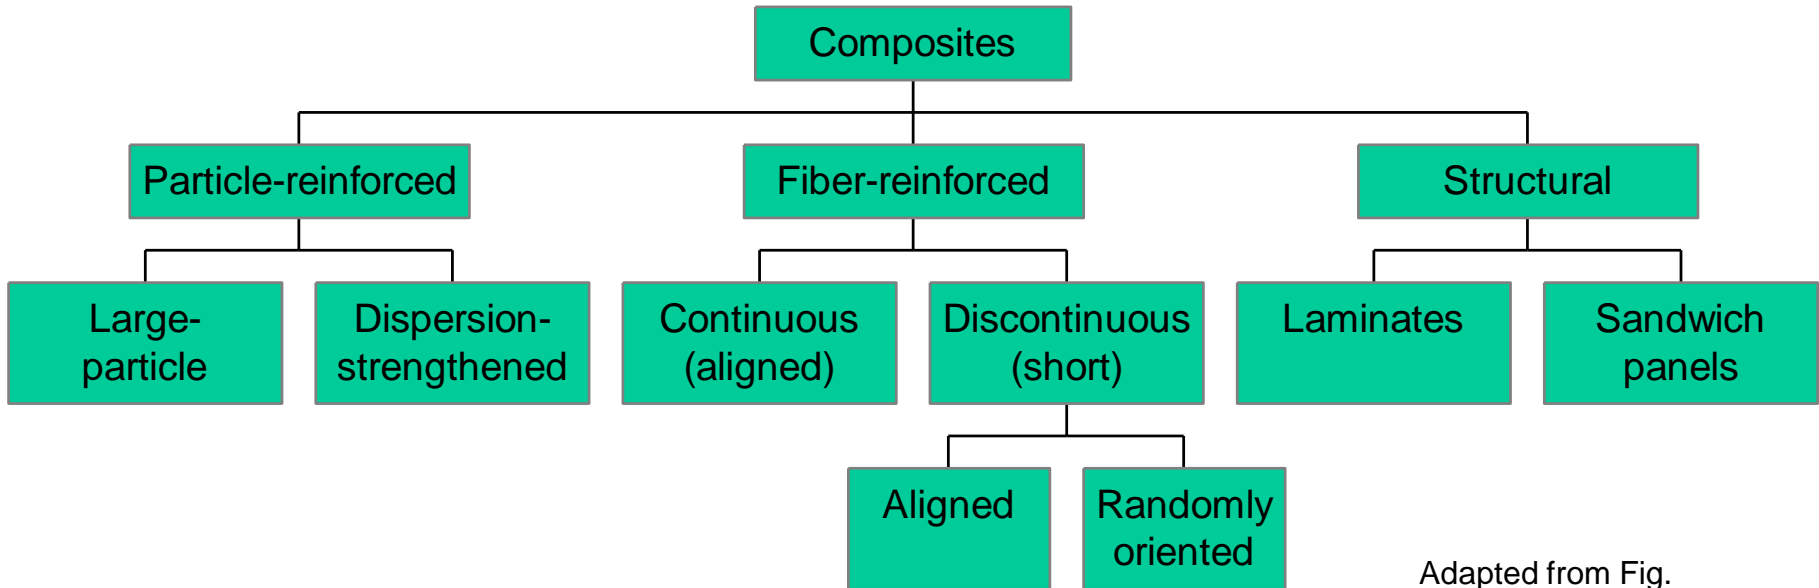 Composites
Particle-reinforced
Fiber-reinforced
Structural
Large-
particle
Dispersion-
strengthened
Continuous
(aligned)
Discontinuous
(short)
Laminates
Sandwich
panels
Aligned
Randomly
oriented
Adapted from Fig.